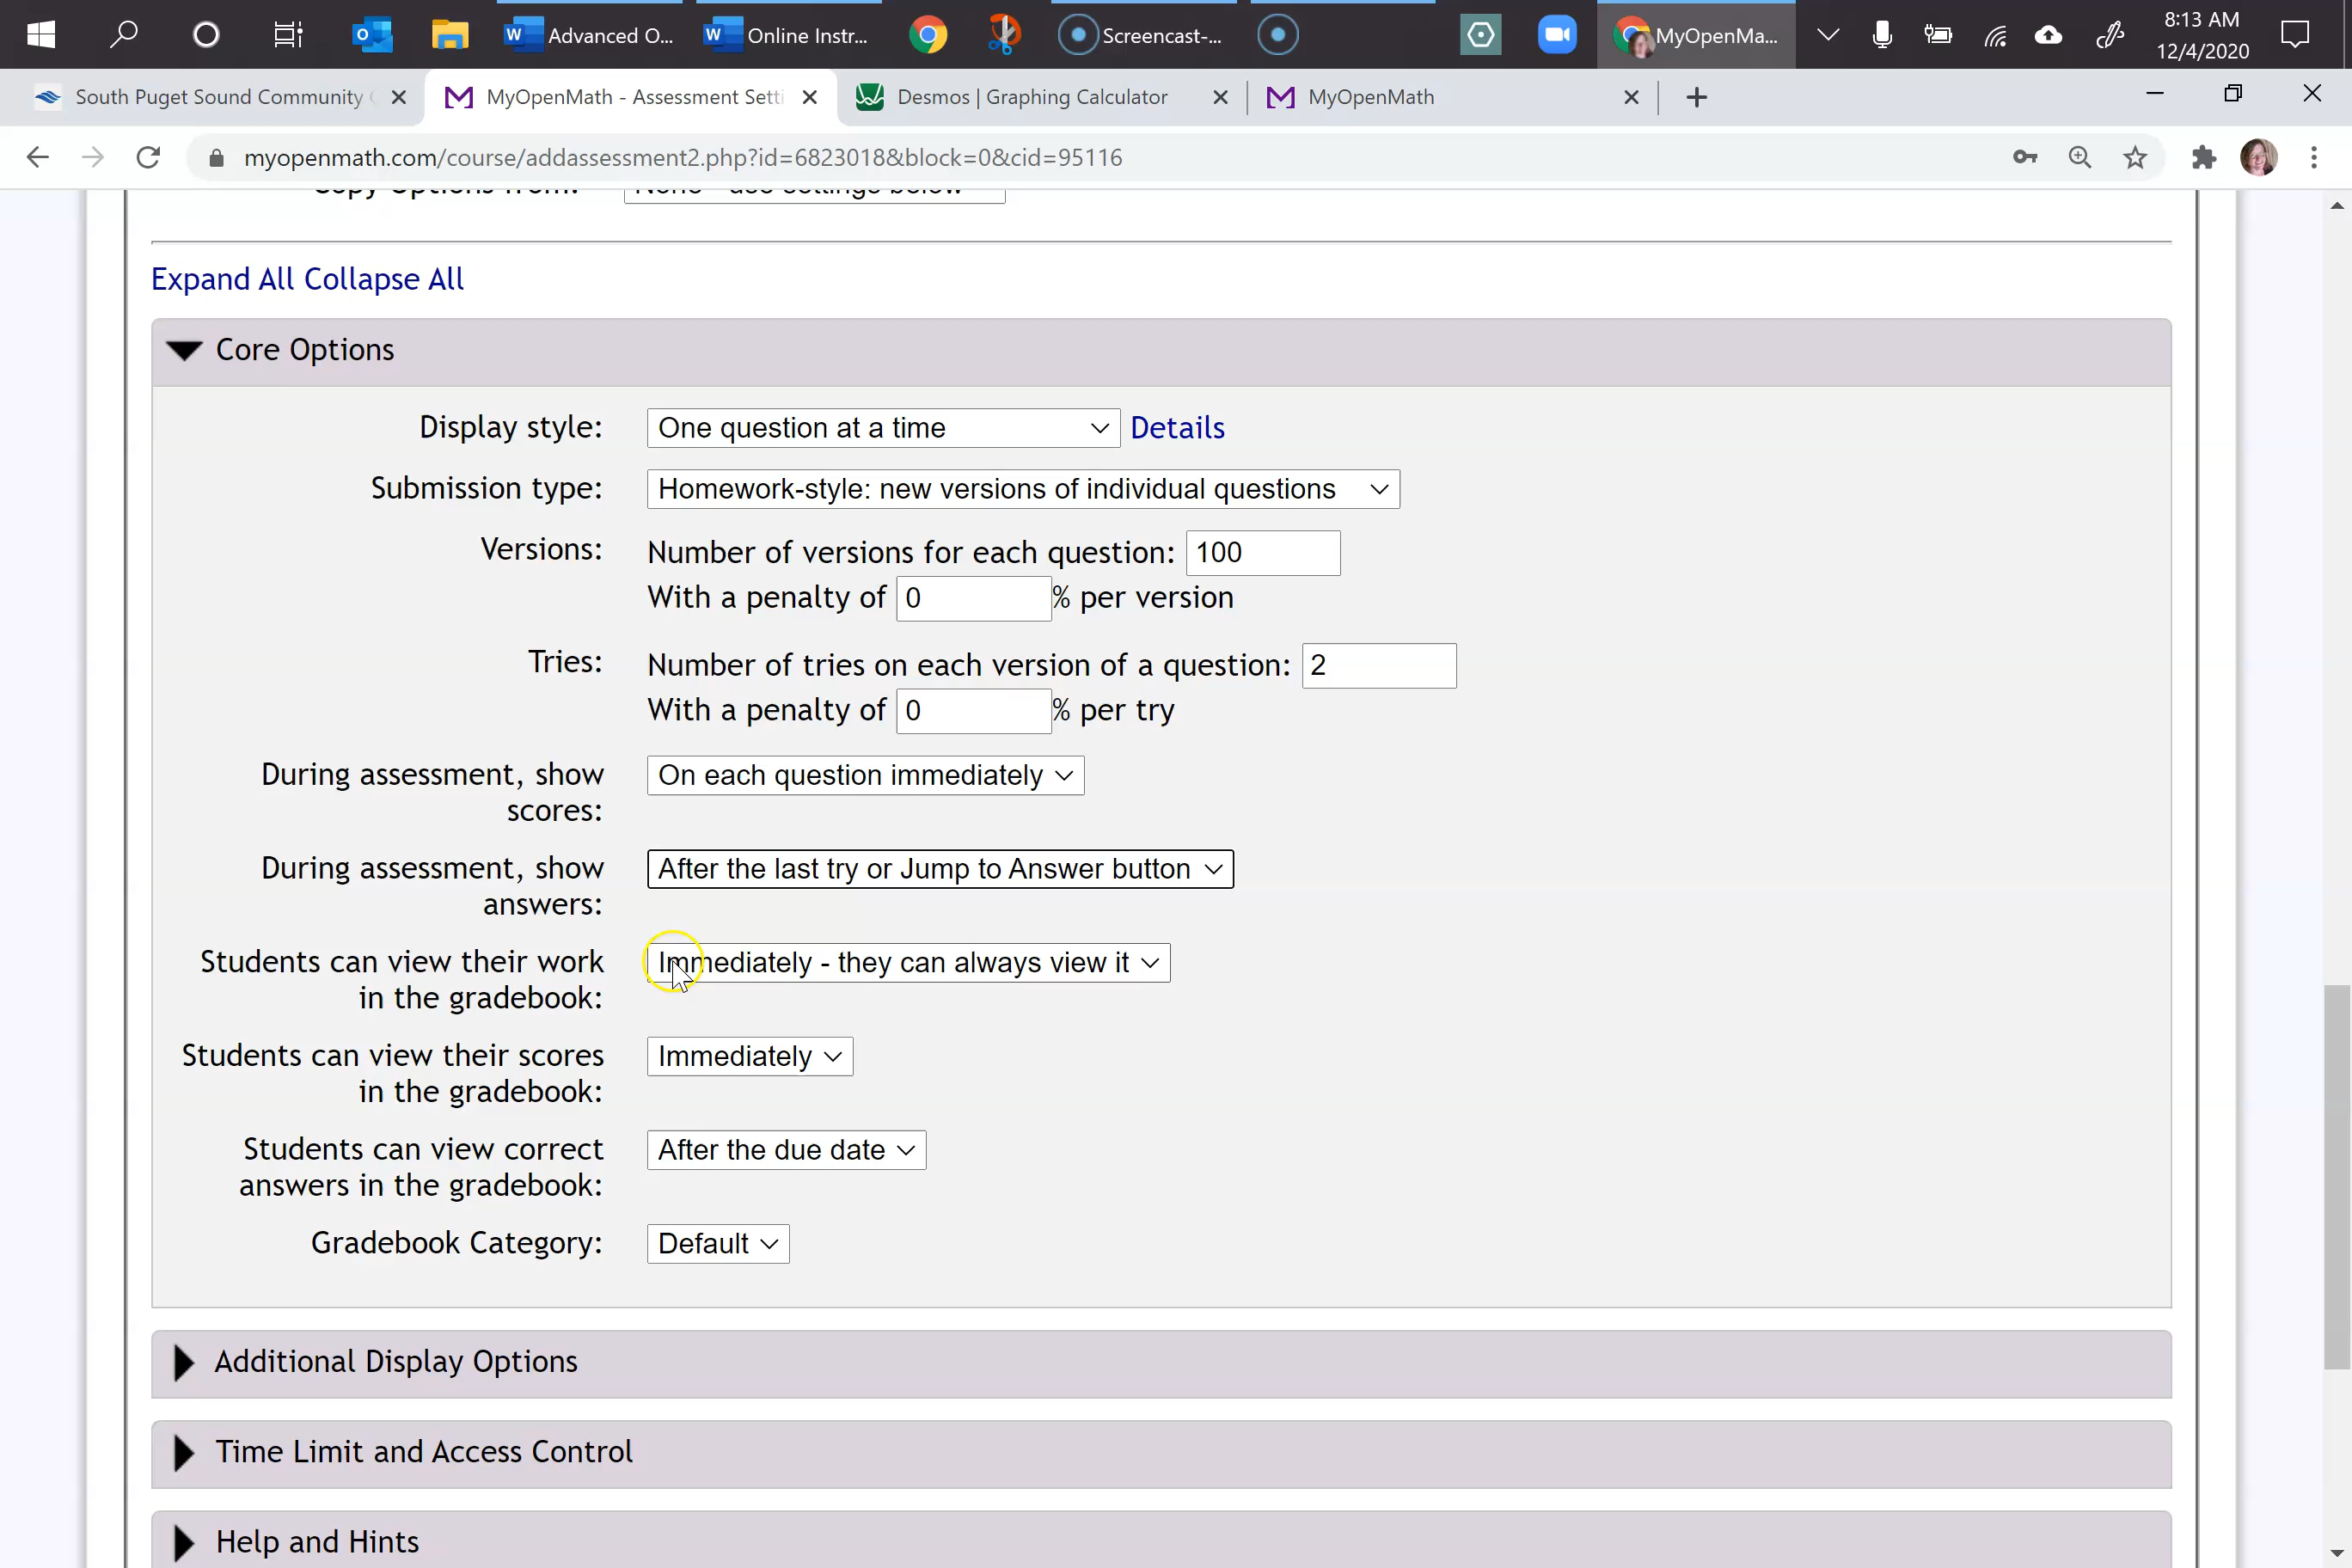 Advanced O... Online Instr... Screencast-... MyOpenMa... 8:13 AM
12/4/2020
South Puget Sound Community MyOpenMath - Assessment Setti Desmos | Graphing Calculator MyOpenMath
myopenmath.com/course/addassessment2.php?id=6823018&block=0&cid=95116
Expand All Collapse All
Core Options
Display style: One question at a time Details
Submission type: Homework-style: new versions of individual questions
Versions: Number of versions for each question: 100
With a penalty of 0 % per version
Tries: Number of tries on each version of a question: 2
With a penalty of 0 % per try
During assessment, show scores: On each question immediately
During assessment, show answers: After the last try or Jump to Answer button
Students can view their work in the gradebook: Immediately - they can always view it
Students can view their scores in the gradebook: Immediately
Students can view correct answers in the gradebook: After the due date
Gradebook Category: Default
Additional Display Options
Time Limit and Access Control
Help and Hints